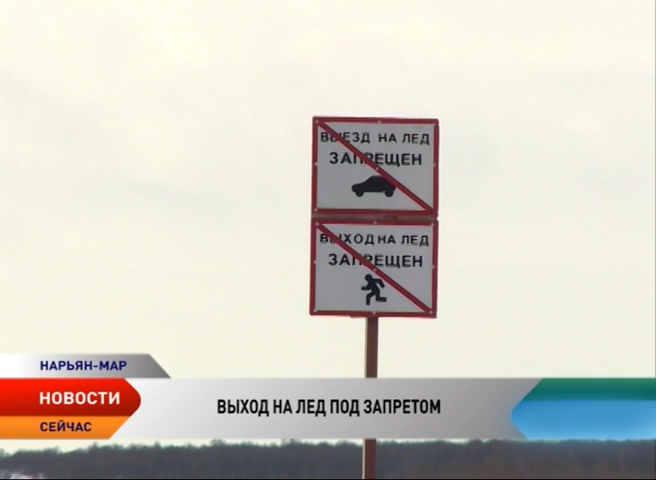 ВЫЕЗД НА ЛЕД
ЗАПРЕЩЕН
ВЫХОД НА ЛЕД
ЗАПРЕЩЕН
НАРЬЯН-МАР
НОВОСТИ
СЕЙЧАС
ВЫХОД НА ЛЕД ПОД ЗАПРЕТОМ